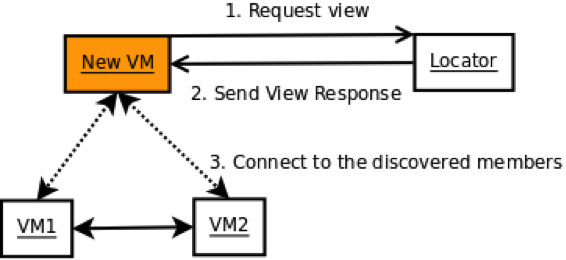 1. Request view
New VM
Locator
2. Send View Response
3. Connect to the discovered members
VM1
VM2